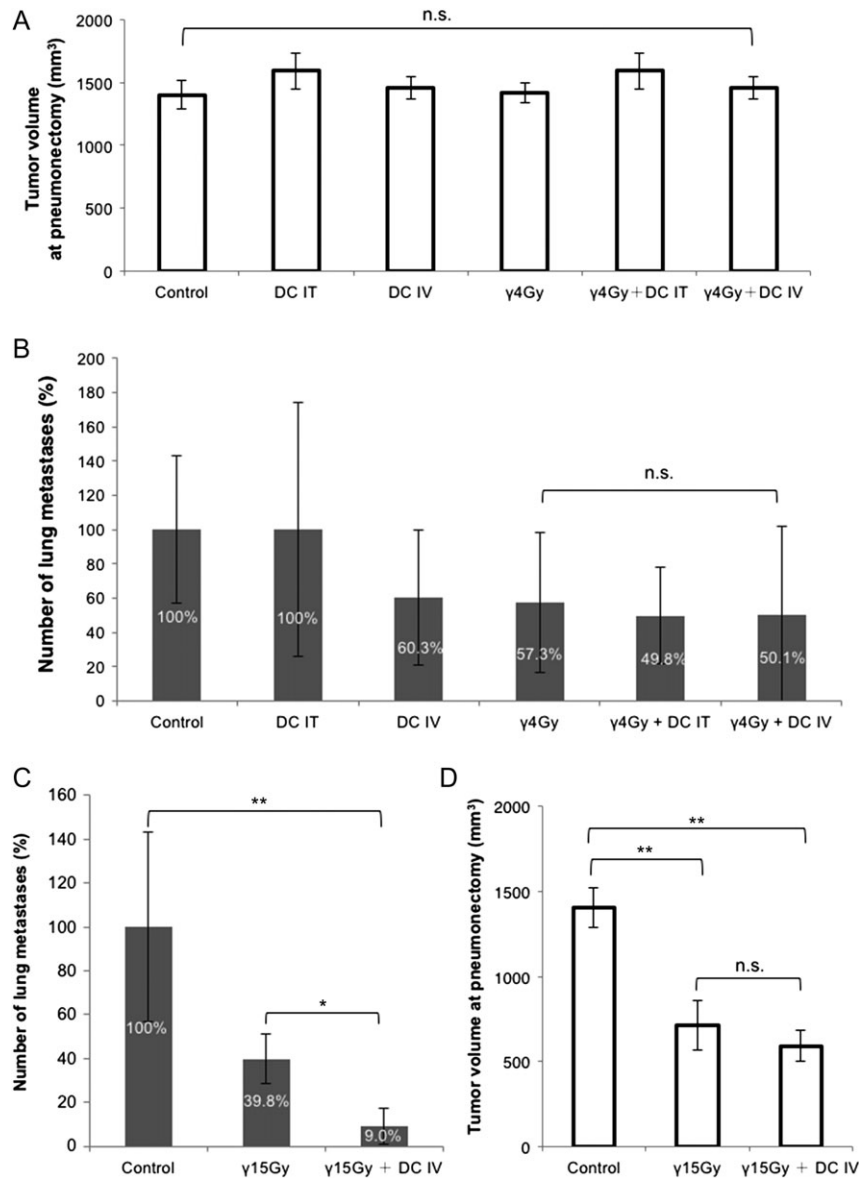 A
n.s.
Tumor volume
at pneumonectomy (mm³)
2000
1500
1000
500
0
Control DC IT DC IV γ4Gy γ4Gy＋DC IT γ4Gy＋DC IV
B
Number of lung metastases (%)
200
180
160
140
120
100
80
60
40
20
0
n.s.
100% 100% 60.3% 57.3% 49.8% 50.1%
Control DC IT DC IV γ4Gy γ4Gy + DC IT γ4Gy + DC IV
C
Number of lung metastases (%)
160
140
120
100
80
60
40
20
0
**
*
100%
39.8%
9.0%
Control γ15Gy γ15Gy + DC IV
D
Tumor volume at pneumonectomy (mm³)
2000
1500
1000
500
0
**
**
n.s.
Control γ15Gy γ15Gy + DC IV